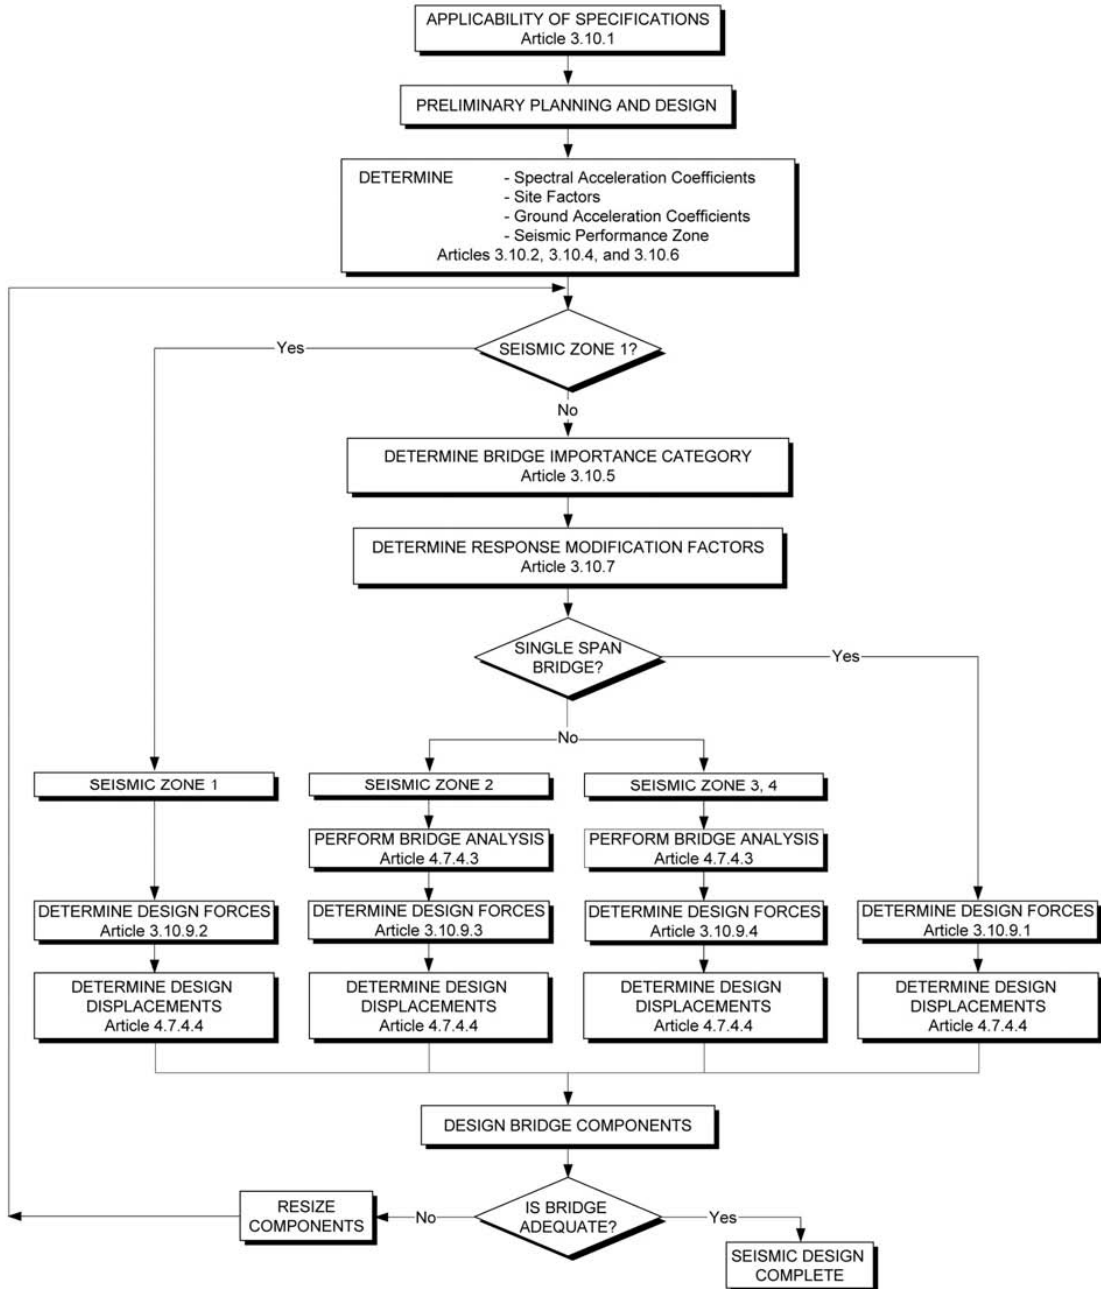 APPLICABILITY OF SPECIFICATIONS
Article 3.10.1
PRELIMINARY PLANNING AND DESIGN
DETERMINE - Spectral Acceleration Coefficients
- Site Factors
- Ground Acceleration Coefficients
- Seismic Performance Zone
Articles 3.10.2, 3.10.4, and 3.10.6
Yes
SEISMIC ZONE 1?
No
DETERMINE BRIDGE IMPORTANCE CATEGORY
Article 3.10.5
DETERMINE RESPONSE MODIFICATION FACTORS
Article 3.10.7
SINGLE SPAN
BRIDGE?
Yes
No
SEISMIC ZONE 1
SEISMIC ZONE 2
SEISMIC ZONE 3, 4
PERFORM BRIDGE ANALYSIS
Article 4.7.4.3
PERFORM BRIDGE ANALYSIS
Article 4.7.4.3
DETERMINE DESIGN FORCES
Article 3.10.9.2
DETERMINE DESIGN FORCES
Article 3.10.9.3
DETERMINE DESIGN FORCES
Article 3.10.9.4
DETERMINE DESIGN FORCES
Article 3.10.9.1
DETERMINE DESIGN
DISPLACEMENTS
Article 4.7.4.4
DETERMINE DESIGN
DISPLACEMENTS
Article 4.7.4.4
DETERMINE DESIGN
DISPLACEMENTS
Article 4.7.4.4
DETERMINE DESIGN
DISPLACEMENTS
Article 4.7.4.4
DESIGN BRIDGE COMPONENTS
RESIZE
COMPONENTS
No
IS BRIDGE
ADEQUATE?
Yes
SEISMIC DESIGN
COMPLETE